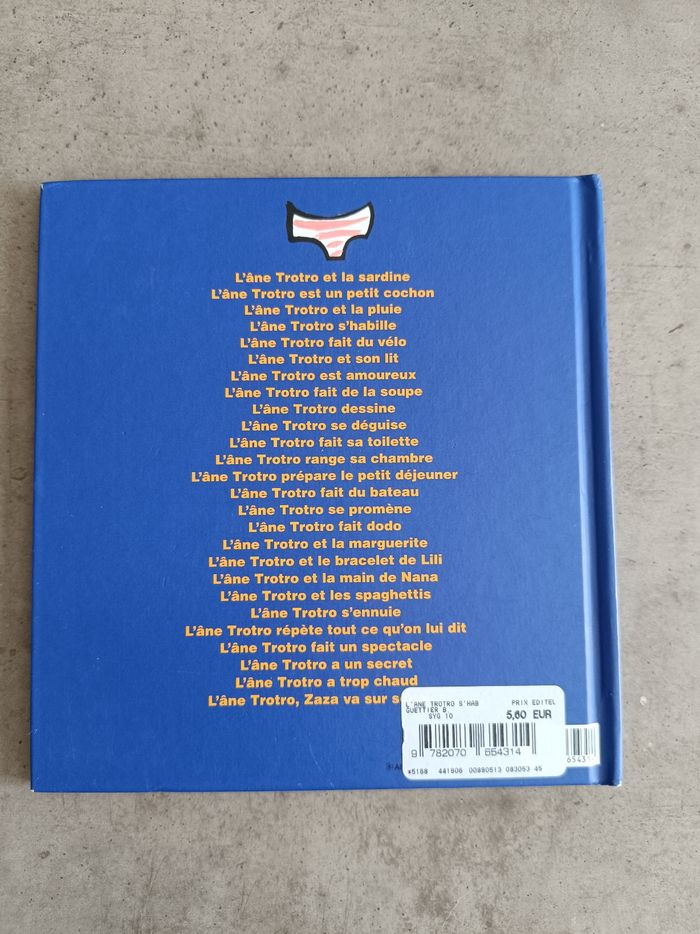 L'âne Trotro et la sardine
L'âne Trotro est un petit cochon
L'âne Trotro et la pluie
L'âne Trotro s'habille
L'âne Trotro fait du vélo
L'âne Trotro et son lit
L'âne Trotro est amoureux
L'âne Trotro fait de la soupe
L'âne Trotro dessine
L'âne Trotro se déguise
L'âne Trotro fait sa toilette
L'âne Trotro range sa chambre
L'âne Trotro prépare le petit déjeuner
L'âne Trotro fait du bateau
L'âne Trotro se promène
L'âne Trotro fait dodo
L'âne Trotro et la marguerite
L'âne Trotro et le bracelet de Lili
L'âne Trotro et la main de Nana
L'âne Trotro et les spaghettis
L'âne Trotro s'ennuie
L'âne Trotro répète tout ce qu'on lui dit
L'âne Trotro fait un spectacle
L'âne Trotro a un secret
L'âne Trotro a trop chaud
L'âne Trotro, Zaza va sur
L'ANE TROTRO S'HAB PRIX EDITEU
GUETTIER B
SYG 10 5,60 EUR
9 782070 654314